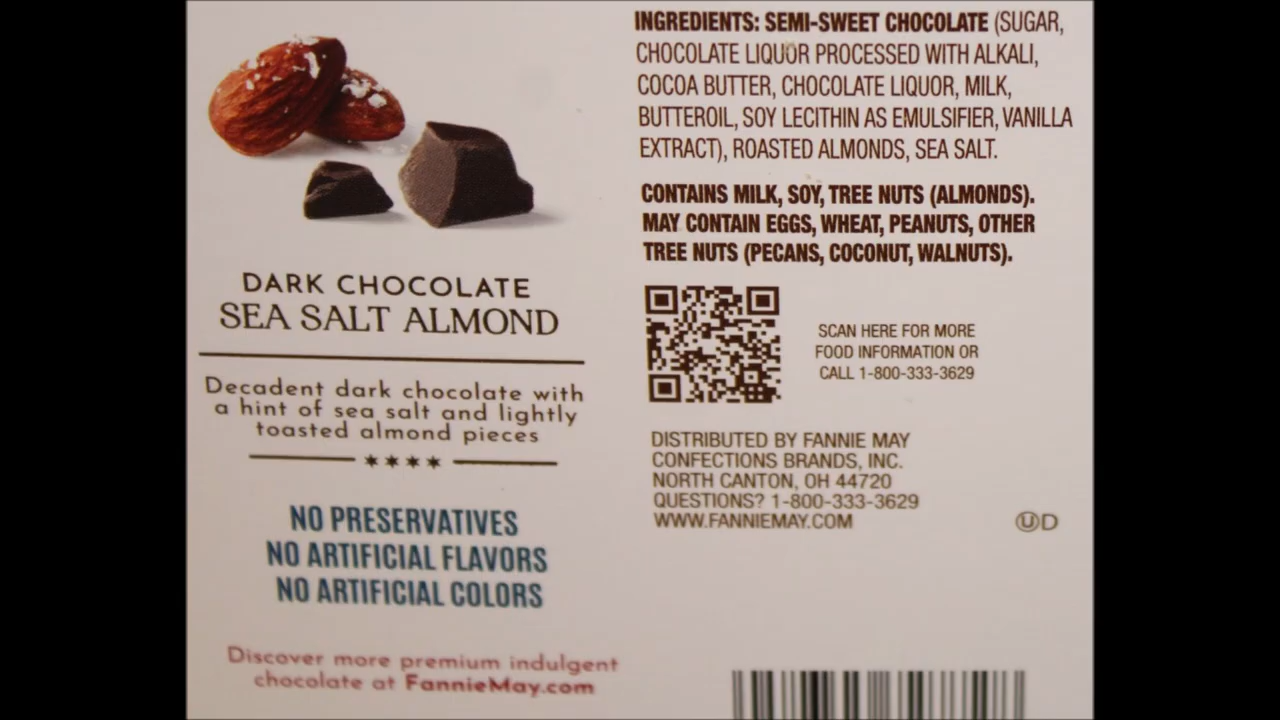 DARK CHOCOLATE
SEA SALT ALMOND
Decadent dark chocolate with
a hint of sea salt and lightly
toasted almond pieces
NO PRESERVATIVES
NO ARTIFICIAL FLAVORS
NO ARTIFICIAL COLORS
Discover more premium indulgent
chocolate at FannieMay.com
INGREDIENTS: SEMI-SWEET CHOCOLATE (SUGAR,
CHOCOLATE LIQUOR PROCESSED WITH ALKALI,
COCOA BUTTER, CHOCOLATE LIQUOR, MILK,
BUTTEROIL, SOY LECITHIN AS EMULSIFIER, VANILLA
EXTRACT), ROASTED ALMONDS, SEA SALT.
CONTAINS MILK, SOY, TREE NUTS (ALMONDS).
MAY CONTAIN EGGS, WHEAT, PEANUTS, OTHER
TREE NUTS (PECANS, COCONUT, WALNUTS).
SCAN HERE FOR MORE
FOOD INFORMATION OR
CALL 1-800-333-3629
DISTRIBUTED BY FANNIE MAY
CONFECTIONS BRANDS, INC.
NORTH CANTON, OH 44720
QUESTIONS? 1-800-333-3629
WWW.FANNIEMAY.COM
ⓊD